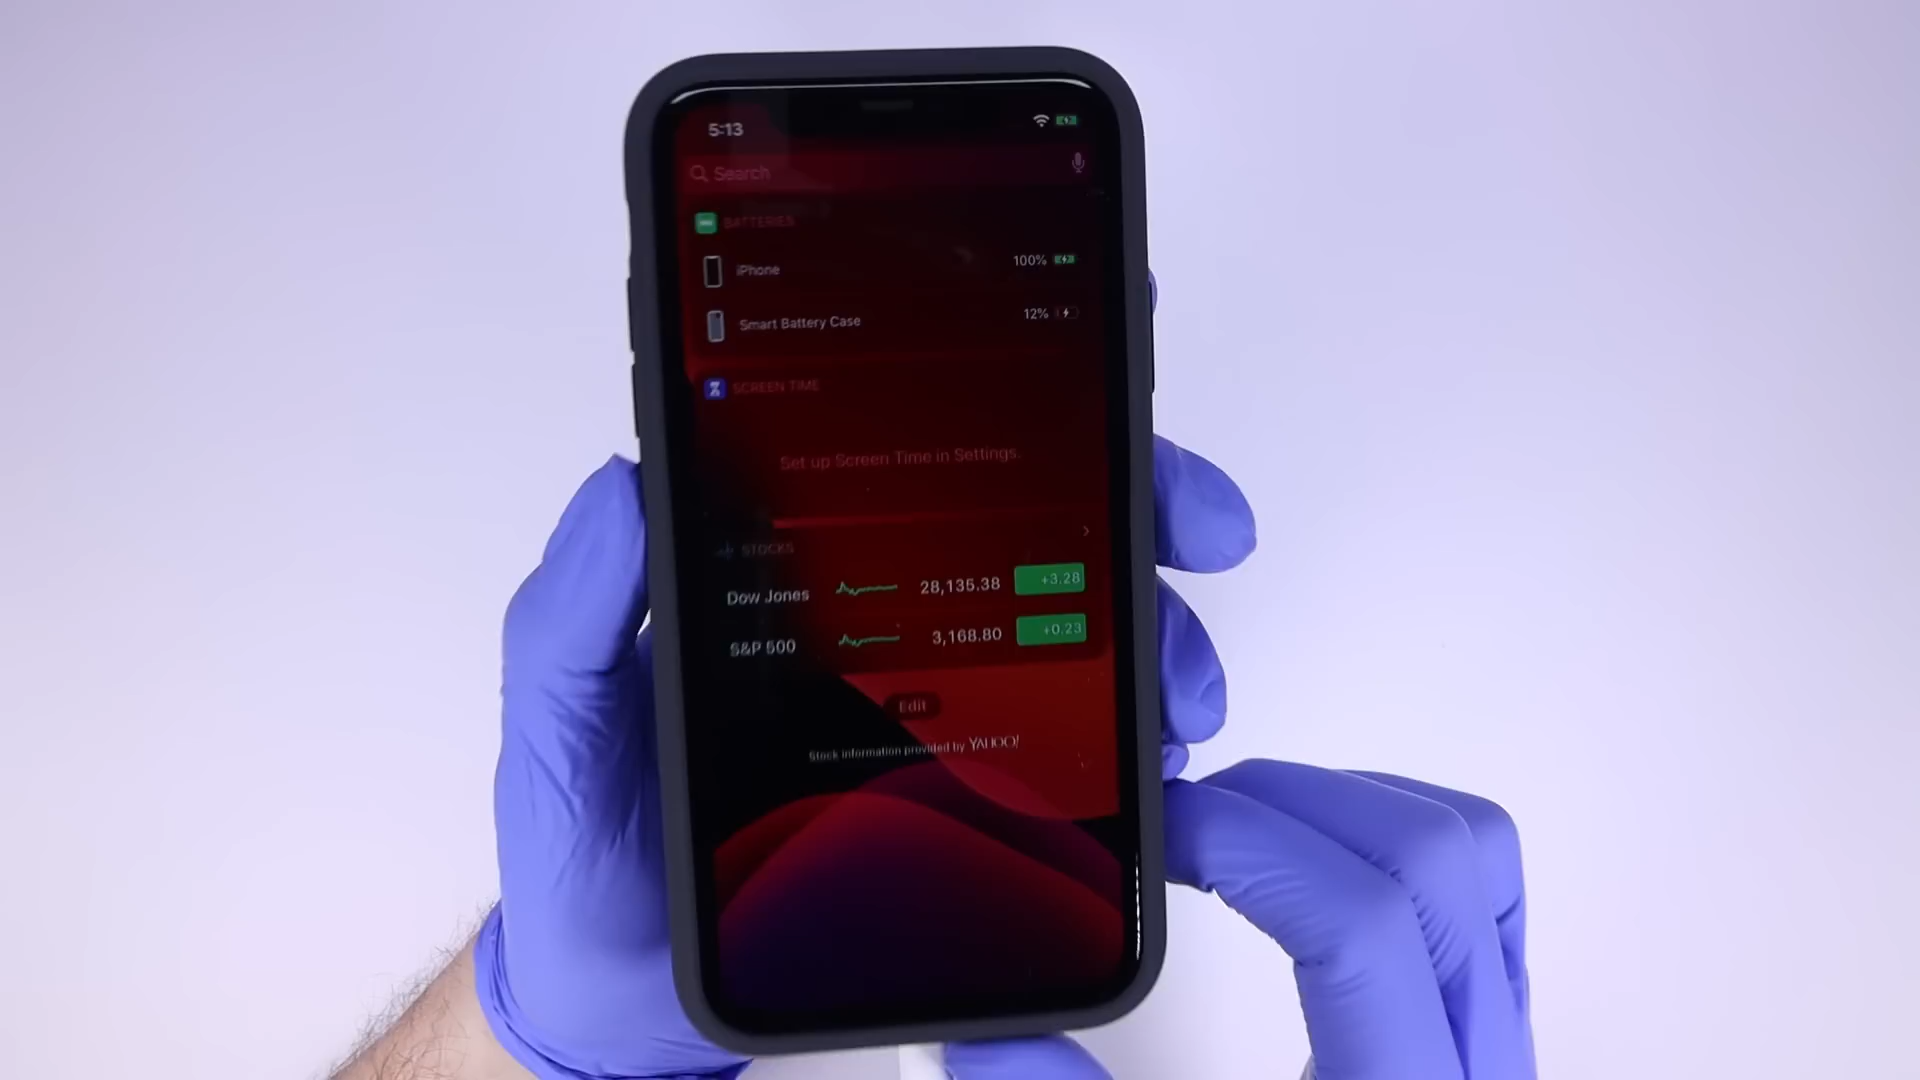 5:13
Search
BATTERIES
iPhone 100%
Smart Battery Case 12%
SCREEN TIME
Set up Screen Time in Settings.
STOCKS
Dow Jones 28,135.38 +3.28
S&P 500 3,168.80 +0.23
Edit
Stock information provided by YAHOO!